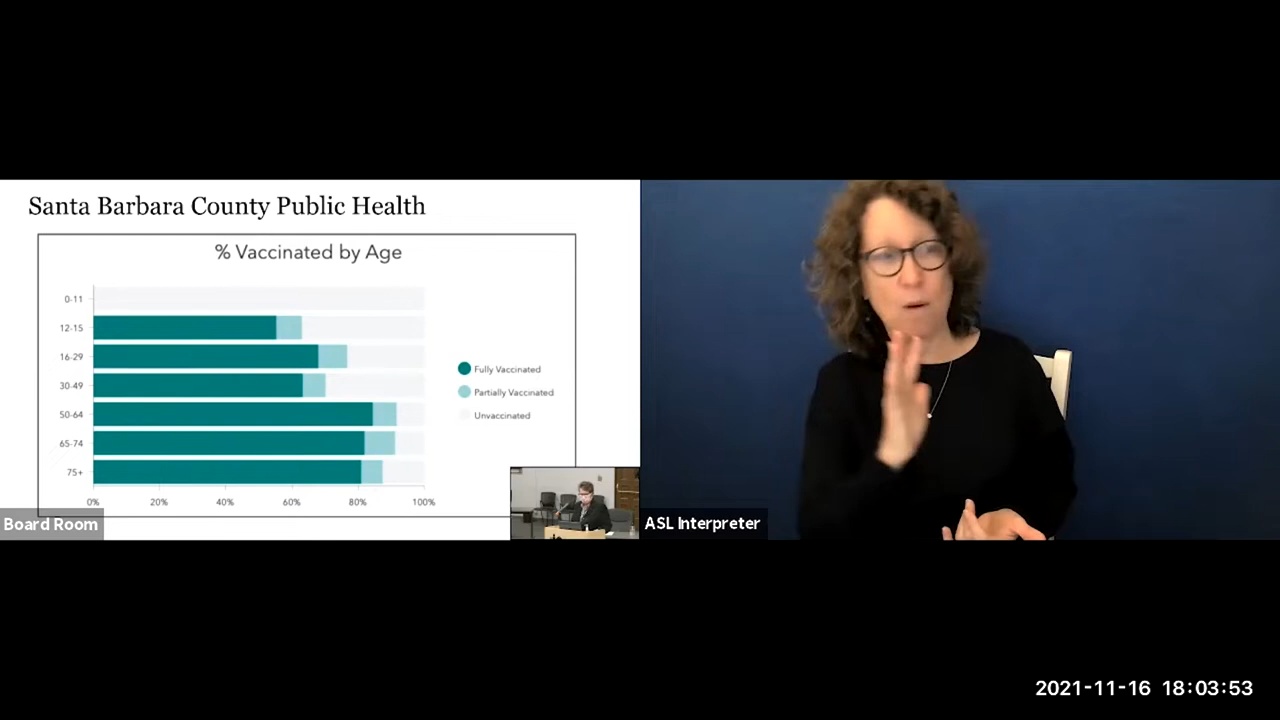 Santa Barbara County Public Health
% Vaccinated by Age
0-11
12-15
16-29
30-49
50-64
65-74
75+
0% 20% 40% 60% 80% 100%
Fully Vaccinated
Partially Vaccinated
Unvaccinated
Board Room
ASL Interpreter
2021-11-16 18:03:53